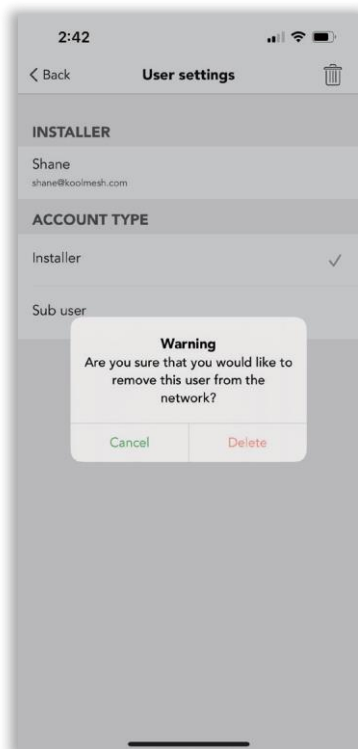 2:42
Back User settings
INSTALLER
Shane
shane@koolmesh.com
ACCOUNT TYPE
Installer
Sub user
Warning
Are you sure that you would like to
remove this user from the
network?
Cancel Delete